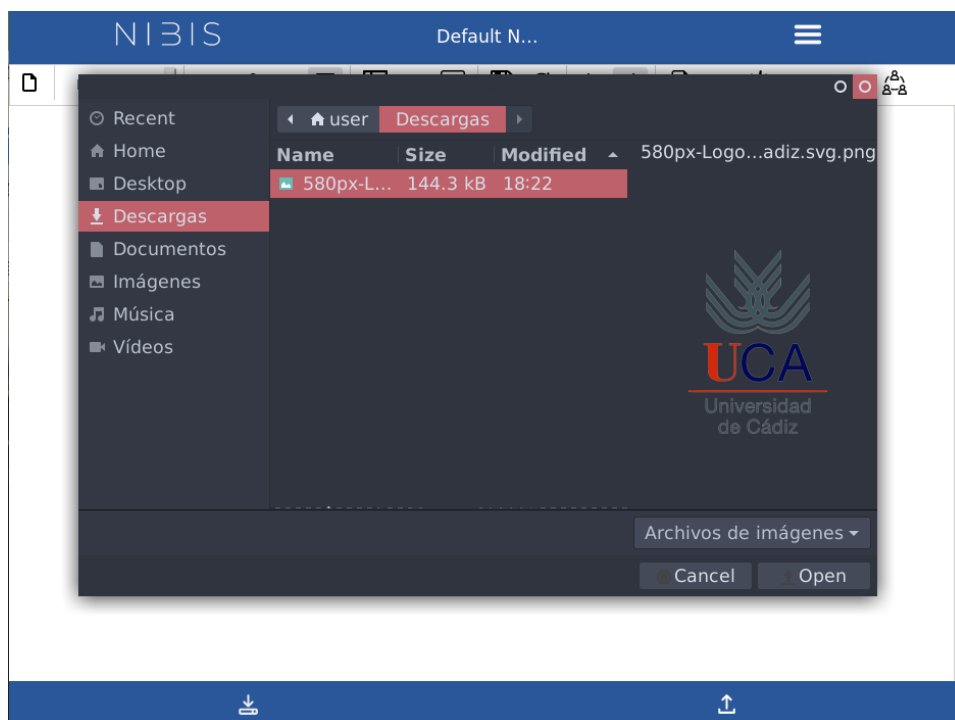 NIBIS Default N...
Recent
Home
Desktop
Descargas
Documentos
Imágenes
Música
Vídeos
user Descargas
Name Size Modified
580px-L... 144.3 kB 18:22
580px-Logo...adiz.svg.png
UCA
Universidad
de Cádiz
Archivos de imágenes
Cancel Open